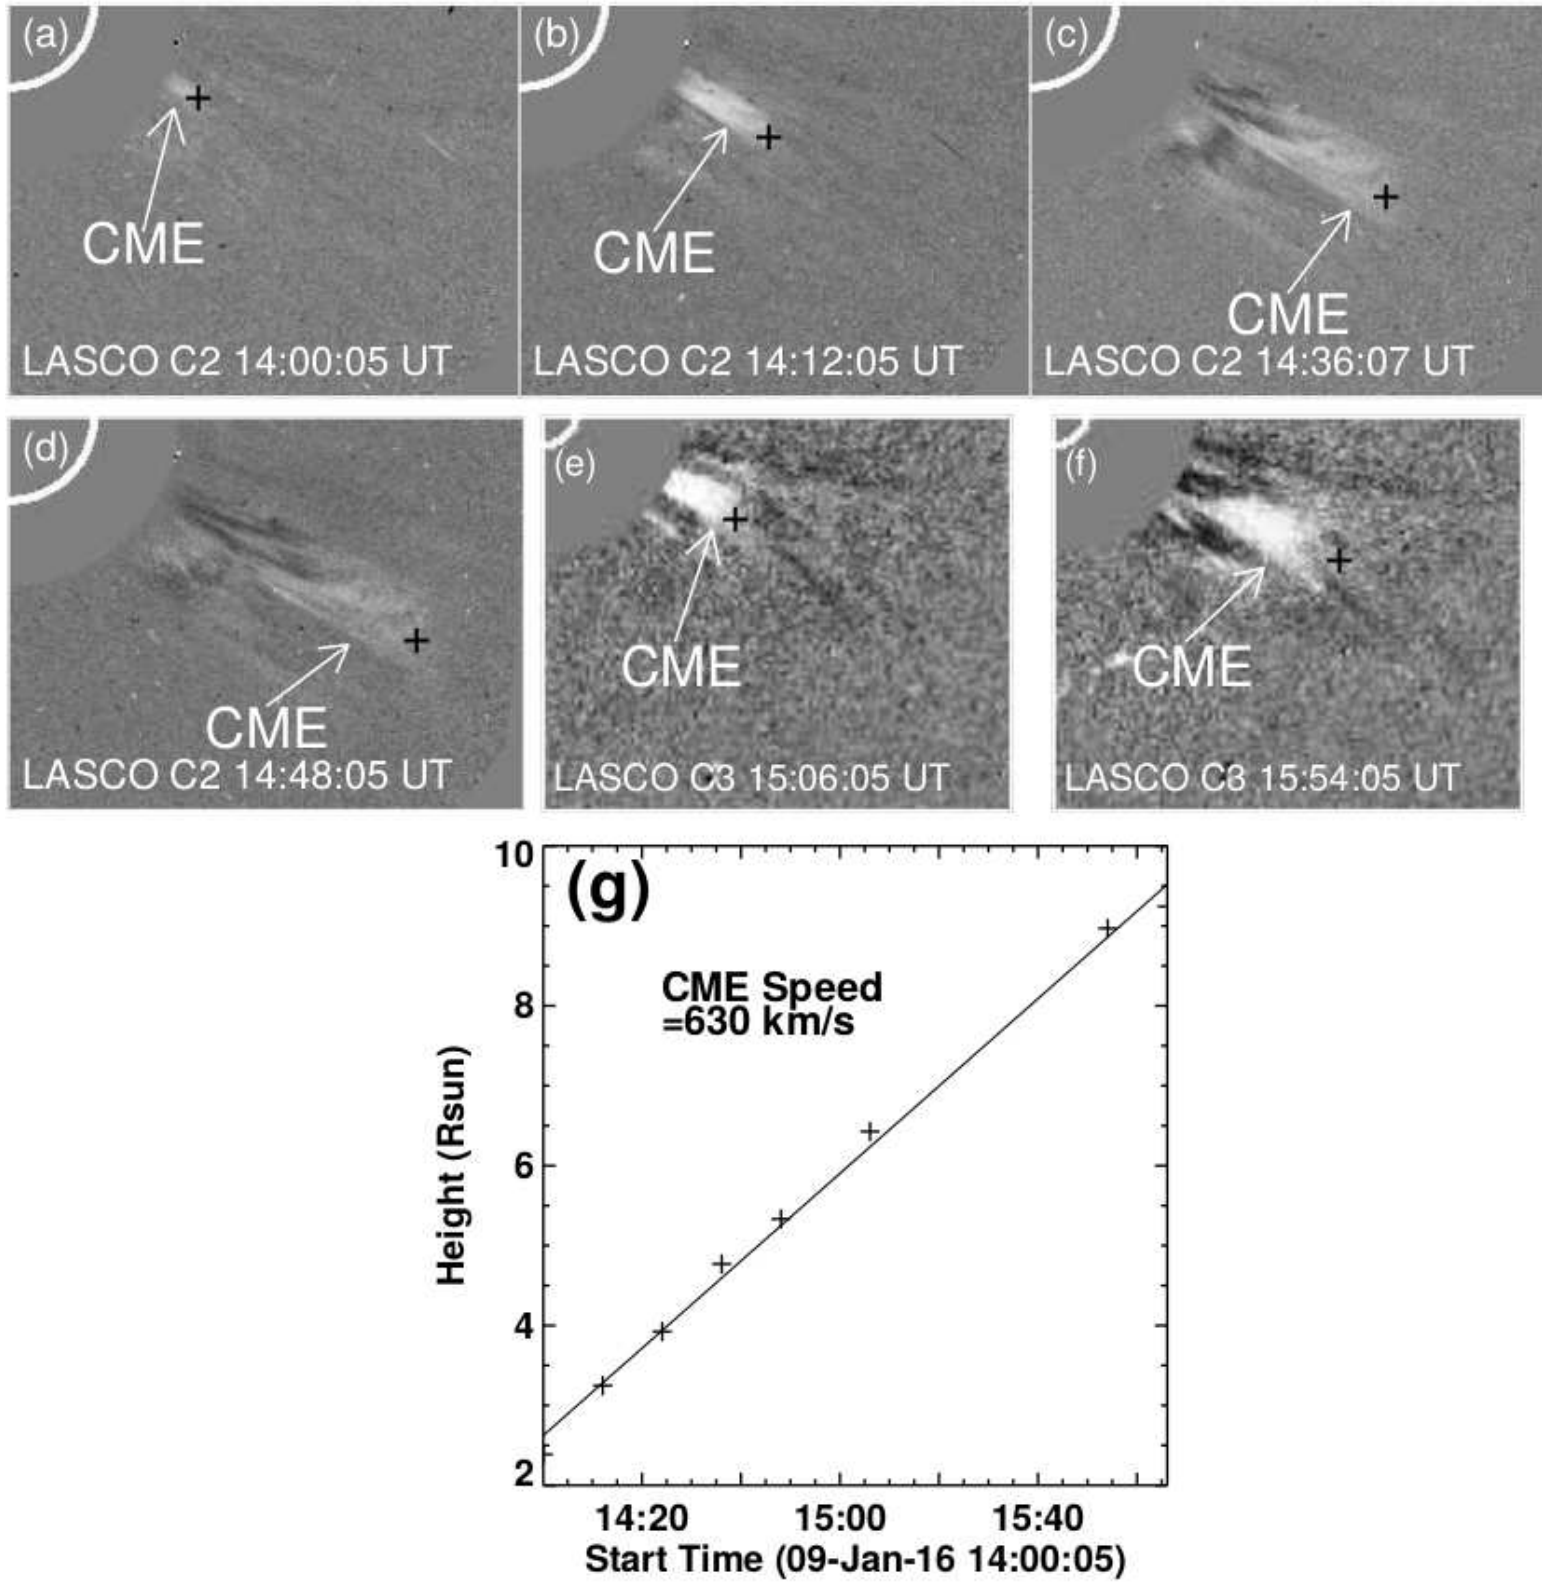 (a)
CME
LASCO C2 14:00:05 UT
(b)
CME
LASCO C2 14:12:05 UT
(c)
CME
LASCO C2 14:36:07 UT
(d)
CME
LASCO C2 14:48:05 UT
(e)
CME
LASCO C3 15:06:05 UT
(f)
CME
LASCO C3 15:54:05 UT
(g)
CME Speed
=630 km/s
Height (Rsun)
10
8
6
4
2
14:20 15:00 15:40
Start Time (09-Jan-16 14:00:05)